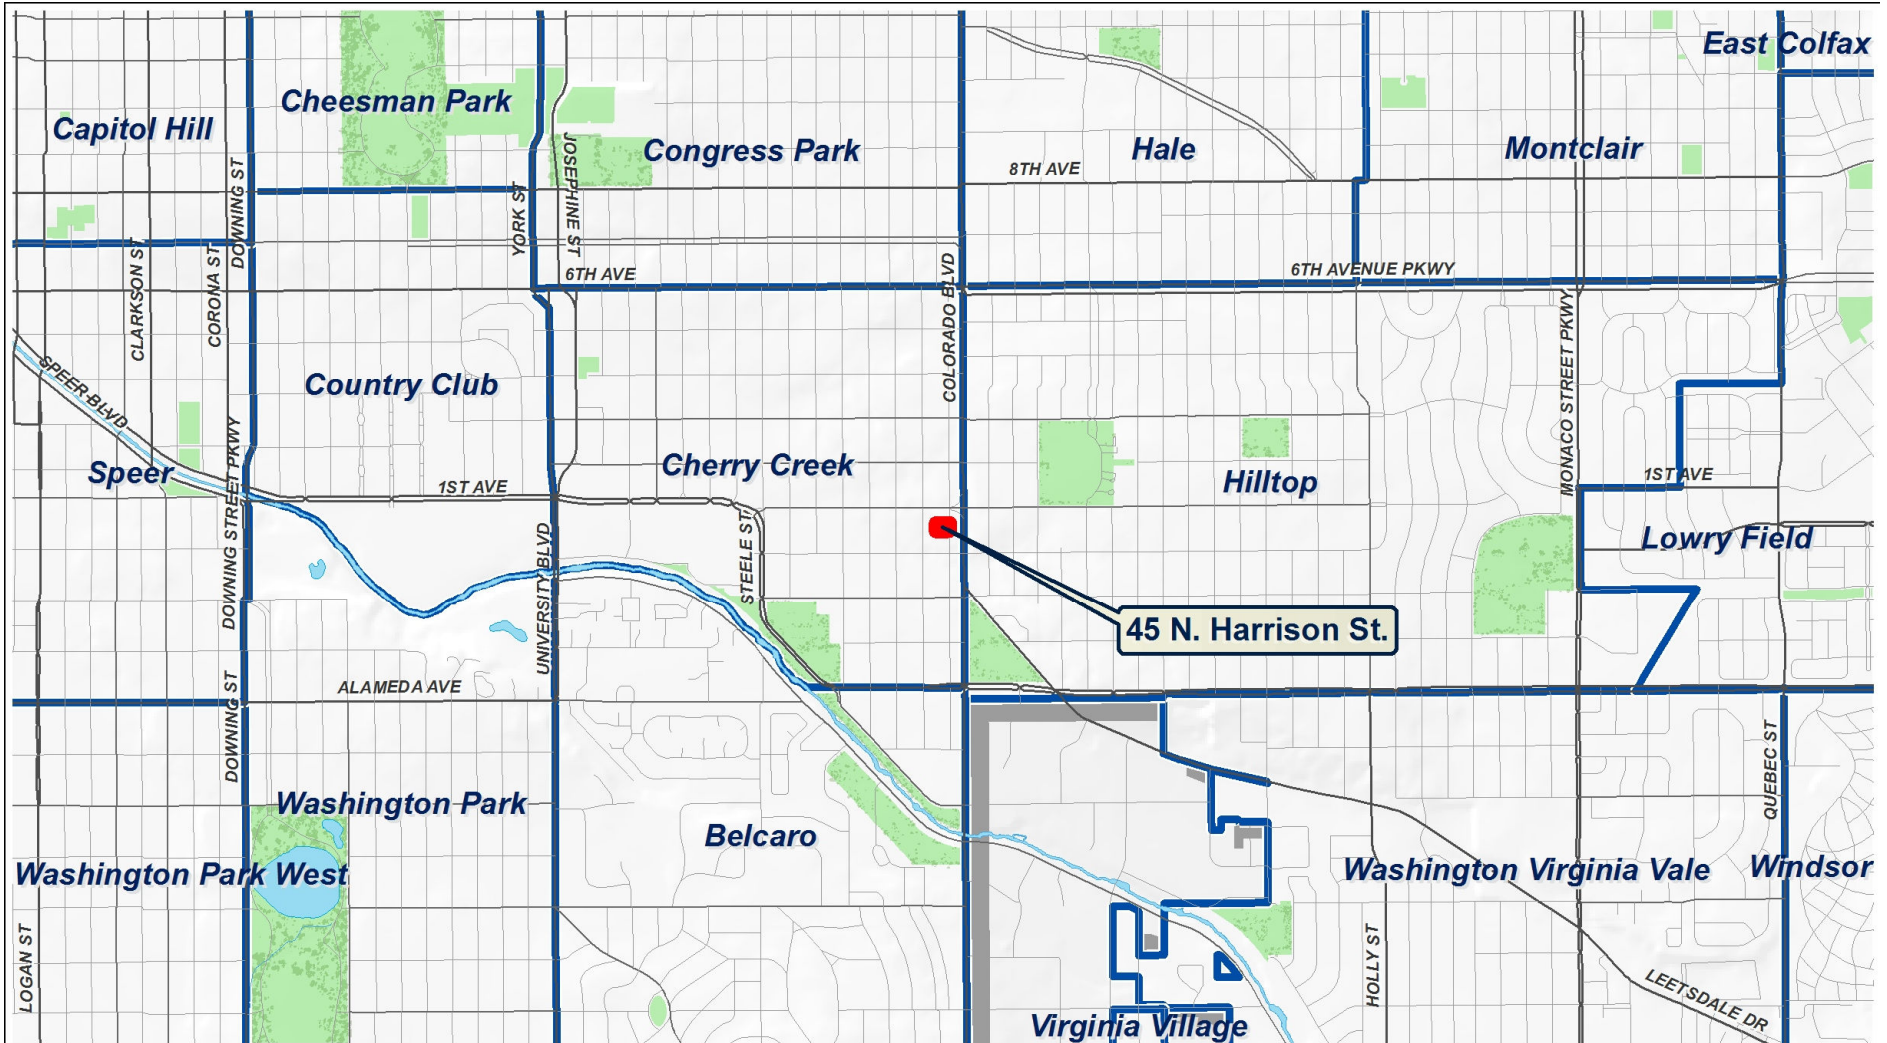 East Colfax
Cheesman Park
Capitol Hill
Congress Park
Hale
Montclair
8TH AVE
DOWNING ST
YORK ST
JOSEPHINE ST
CLARKSON ST
CORONA ST
6TH AVE
6TH AVENUE PKWY
COLORADO BLVD
MONACO STREET PKWY
SPEER BLVD
Country Club
Speer
DOWNING STREET PKWY
1ST AVE
Cherry Creek
Hilltop
1ST AVE
STEELE ST
UNIVERSITY BLVD
Lowry Field
45 N. Harrison St.
ALAMEDA AVE
DOWNING ST
QUEBEC ST
Washington Park
Belcaro
Washington Park West
Washington Virginia Vale
Windsor
LOGAN ST
HOLLY ST
LEETSDALE DR
Virginia Village